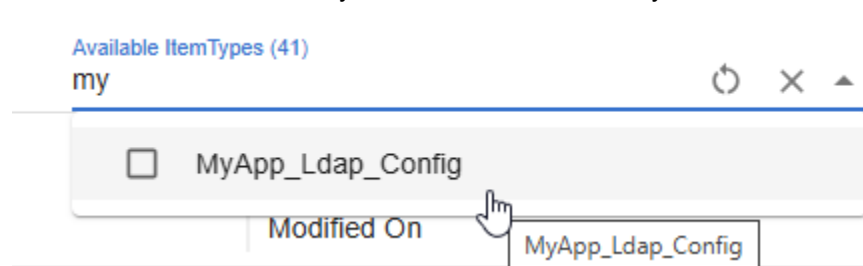 Available ItemTypes (41)
my
MyApp_Ldap_Config
Modified On
MyApp_Ldap_Config